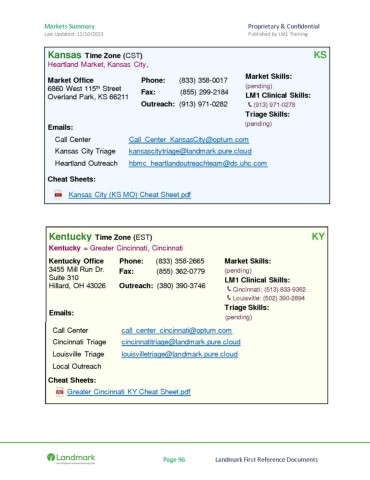 Markets Summary
Proprietary & Confidential
Last Updated: 12/10/2023
Published by LM1 Training
Kansas Time Zone (CST) KS
Heartland Market, Kansas City,
Market Office
6860 West 115th Street
Overland Park, KS 66211
Phone: (833) 358-0017
Fax: (855) 299-2184
Outreach: (913) 971-0282
Market Skills:
(pending)
LM1 Clinical Skills:
(913) 971-0278
Triage Skills:
(pending)
Emails:
Call Center Call_Center_KansasCity@optum.com
Kansas City Triage kansascitytriage@landmark.pure.cloud
Heartland Outreach hbmc_heartlandoutreachteam@ds.uhc.com
Cheat Sheets:
Kansas City (KS MO) Cheat Sheet.pdf
Kentucky Time Zone (EST) KY
Kentucky = Greater Cincinnati, Cincinnati
Kentucky Office
3455 Mill Run Dr.
Suite 310
Hillard, OH 43026
Phone: (833) 358-2665
Fax: (855) 362-0779
Outreach: (380) 390-3746
Market Skills:
(pending)
LM1 Clinical Skills:
Cincinnati: (513) 833-9362
Louisville: (502) 390-2894
Triage Skills:
(pending)
Emails:
Call Center call_center_cincinnati@optum.com
Cincinnati Triage cincinnatitriage@landmark.pure.cloud
Louisville Triage louisvilletriage@landmark.pure.cloud
Local Outreach
Cheat Sheets:
Greater Cincinnati KY Cheat Sheet.pdf
Landmark
Page 96
Landmark First Reference Documents